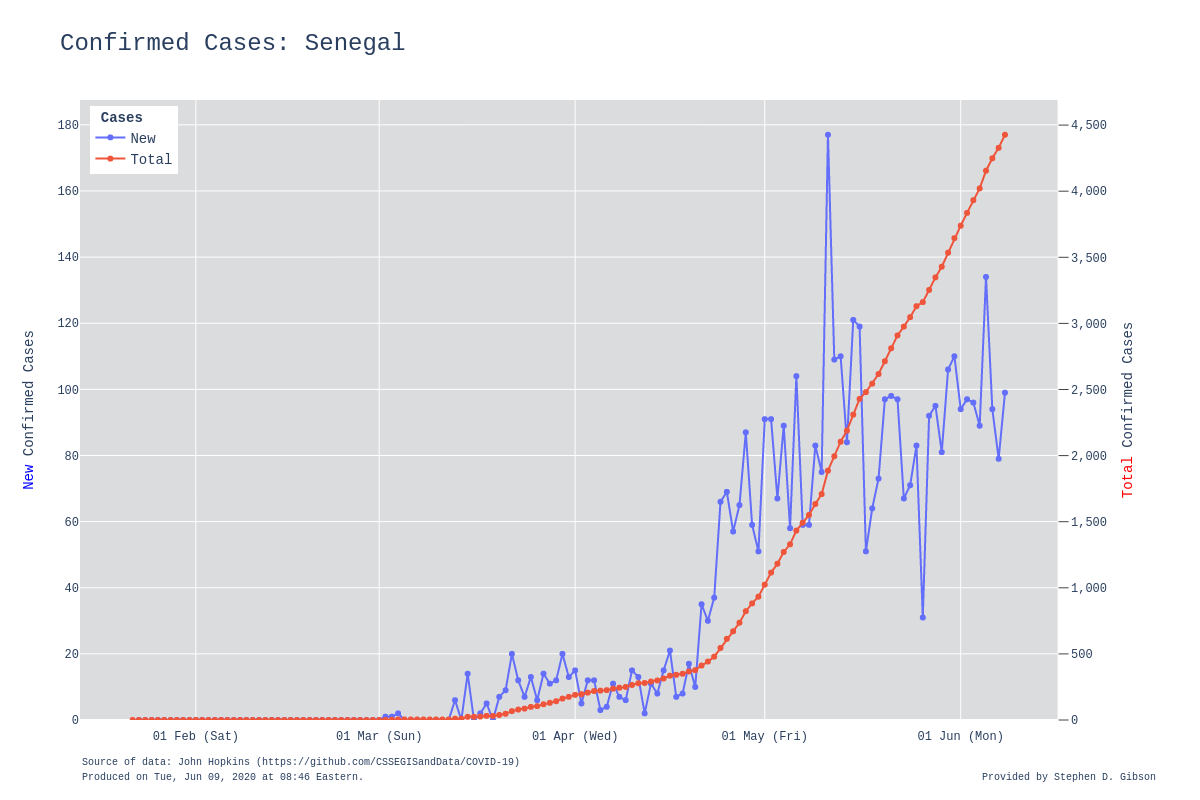 Confirmed Cases: Senegal
Cases
New
Total
180
160
140
120
100
80
60
40
20
0
4,500
4,000
3,500
3,000
2,500
2,000
1,500
1,000
500
0
New Confirmed Cases
Total Confirmed Cases
01 Feb (Sat)
01 Mar (Sun)
01 Apr (Wed)
01 May (Fri)
01 Jun (Mon)
Source of data: John Hopkins (https://github.com/CSSEGISandData/COVID-19)
Produced on Tue, Jun 09, 2020 at 08:46 Eastern.
Provided by Stephen D. Gibson